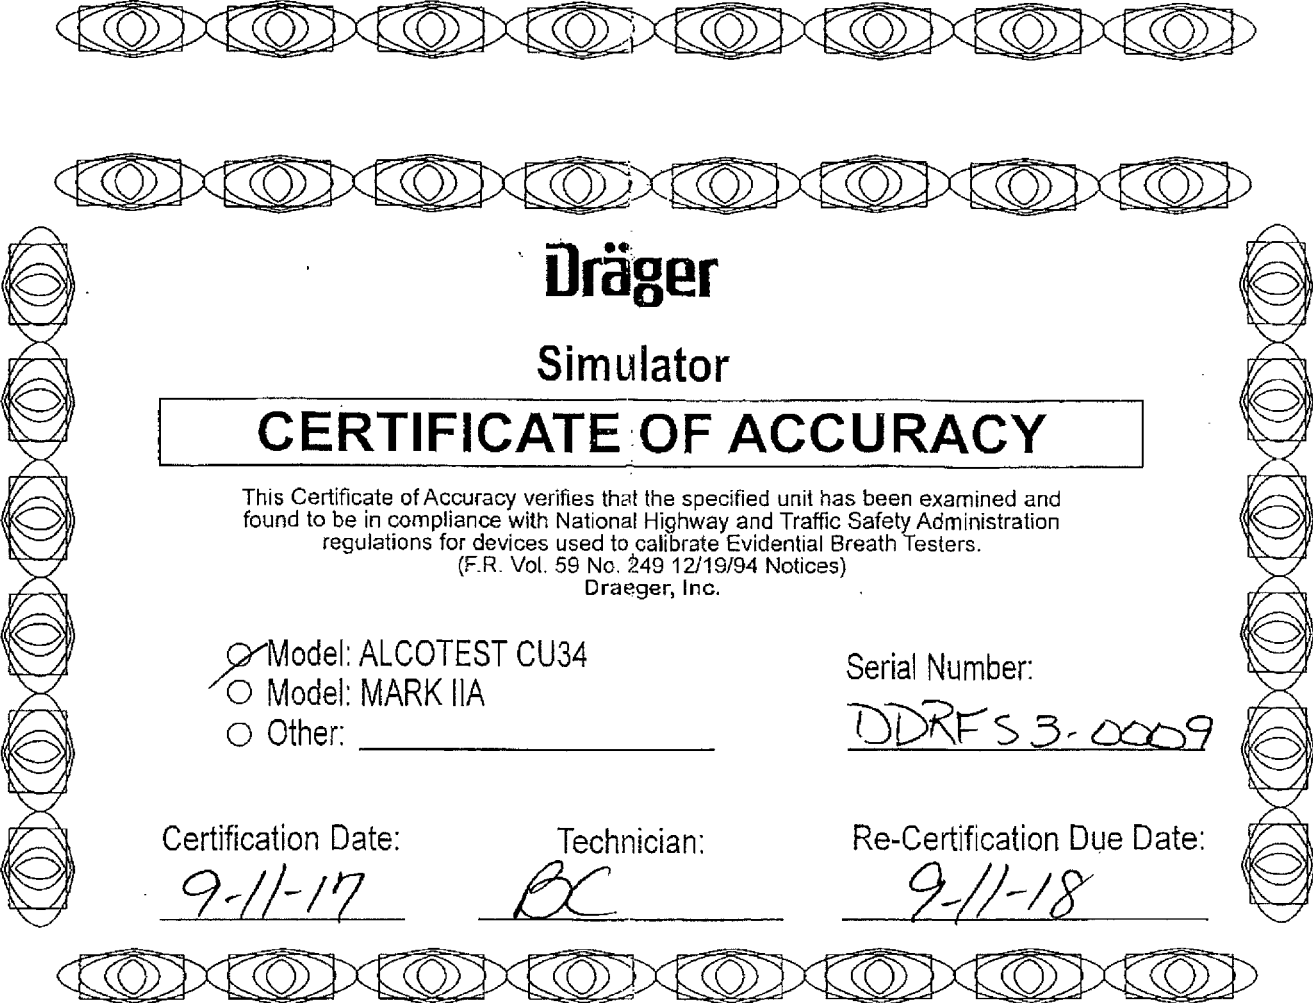 Dräger
Simulator
CERTIFICATE OF ACCURACY
This Certificate of Accuracy verifies that the specified unit has been examined and
found to be in compliance with National Highway and Traffic Safety Administration
regulations for devices used to calibrate Evidential Breath Testers.
(F.R. Vol. 59 No. 249 12/19/94 Notices)
Draeger, Inc.
Model: ALCOTEST CU34
Model: MARK IIA
Other:
Serial Number:
DDRFS3-0009
Certification Date:
9-11-17
Technician:
BC
Re-Certification Due Date:
9-11-18